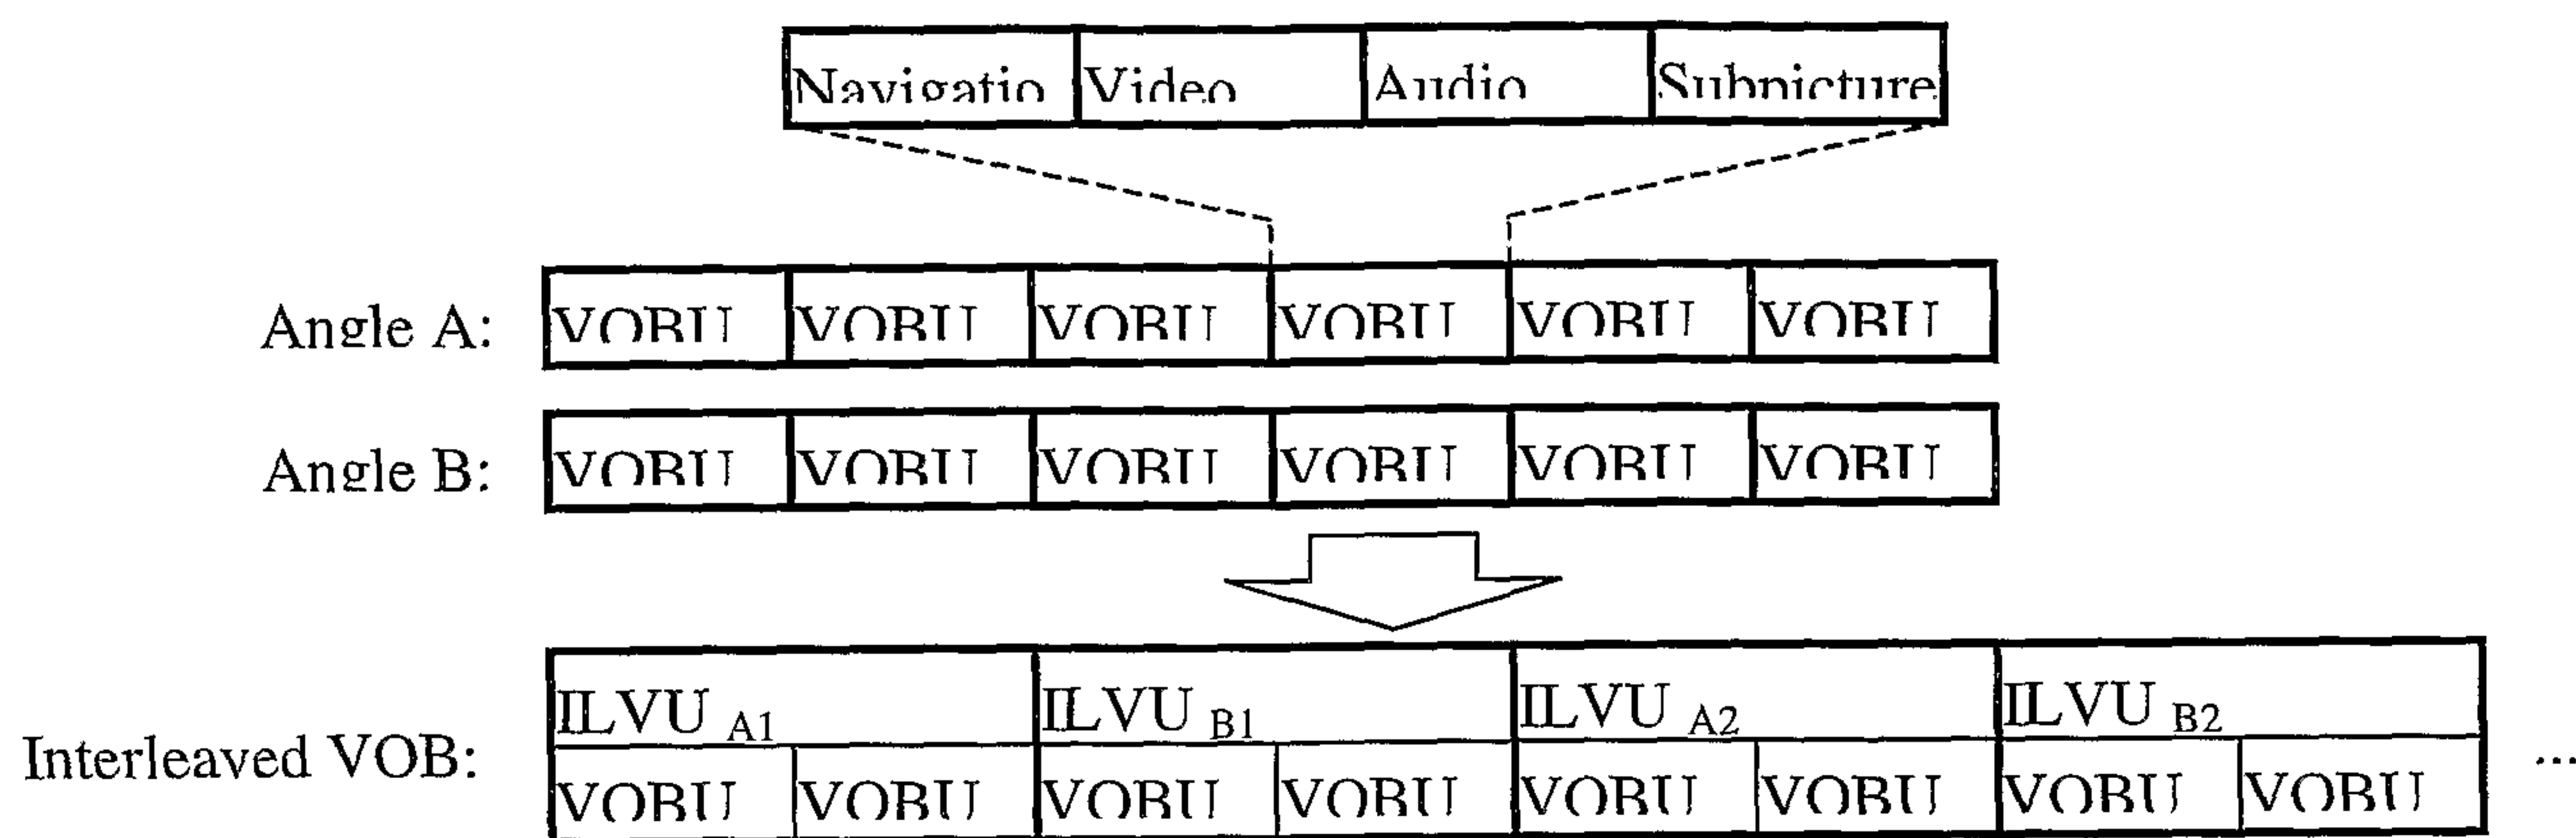 Navigatio Video Audio Subpicture
Angle A: VOBU VOBU VOBU VOBU VOBU VOBU
Angle B: VOBU VOBU VOBU VOBU VOBU VOBU
ILVU A1 ILVU B1 ILVU A2 ILVU B2
Interleaved VOB: ...
VOBU VOBU VOBU VOBU VOBU VOBU VOBU VOBU